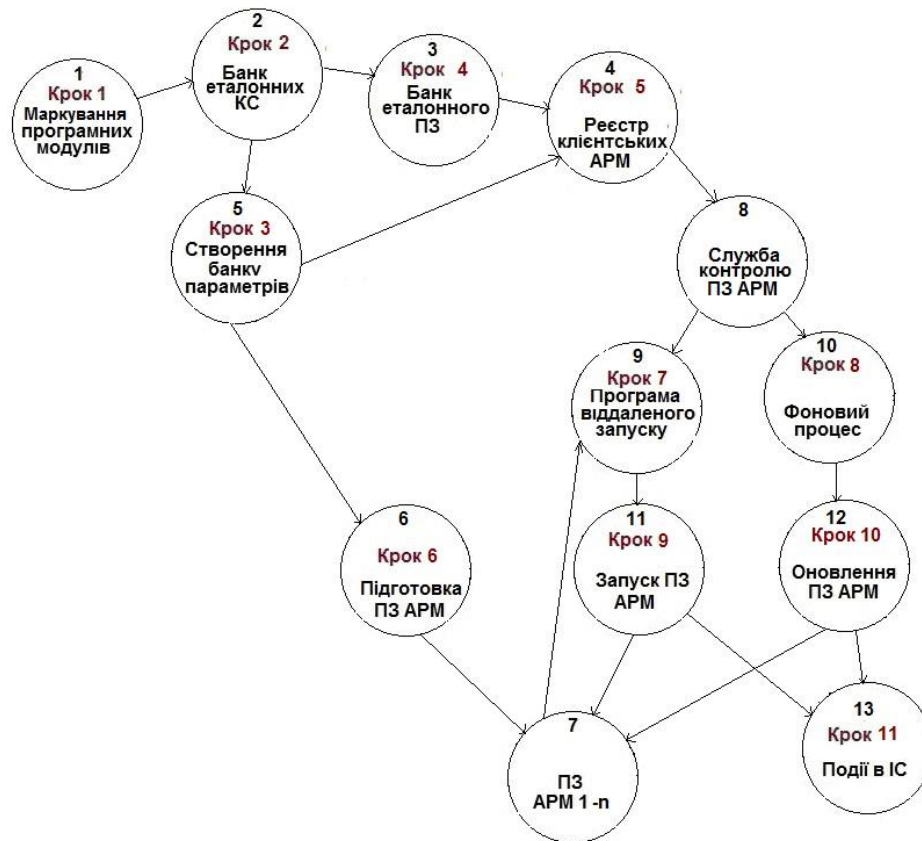 1
Крок 1
Маркування
програмних
модулів
2
Крок 2
Банк
еталонних
КС
3
Крок 4
Банк
еталонного
ПЗ
4
Крок 5
Реєстр
клієнтських
АРМ
5
Крок 3
Створення
банку
параметрів
8
Служба
контролю
ПЗ АРМ
9
Крок 7
Програма
віддаленого
запуску
10
Крок 8
Фоновий
процес
6
Крок 6
Підготовка
ПЗ АРМ
11
Крок 9
Запуск ПЗ
АРМ
12
Крок 10
Оновлення
ПЗ АРМ
7
ПЗ
АРМ 1 -n
13
Крок 11
Події в ІС